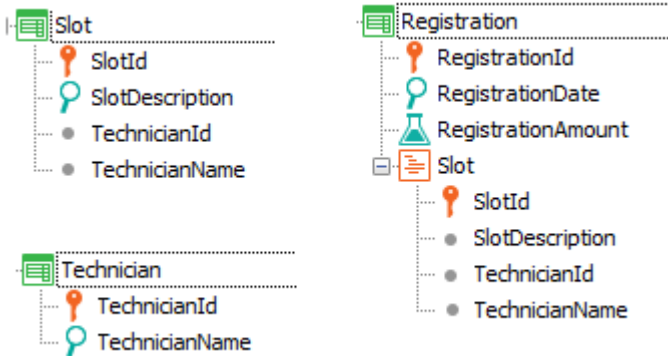 Slot
SlotId
SlotDescription
TechnicianId
TechnicianName
Technician
TechnicianId
TechnicianName
Registration
RegistrationId
RegistrationDate
RegistrationAmount
Slot
SlotId
SlotDescription
TechnicianId
TechnicianName